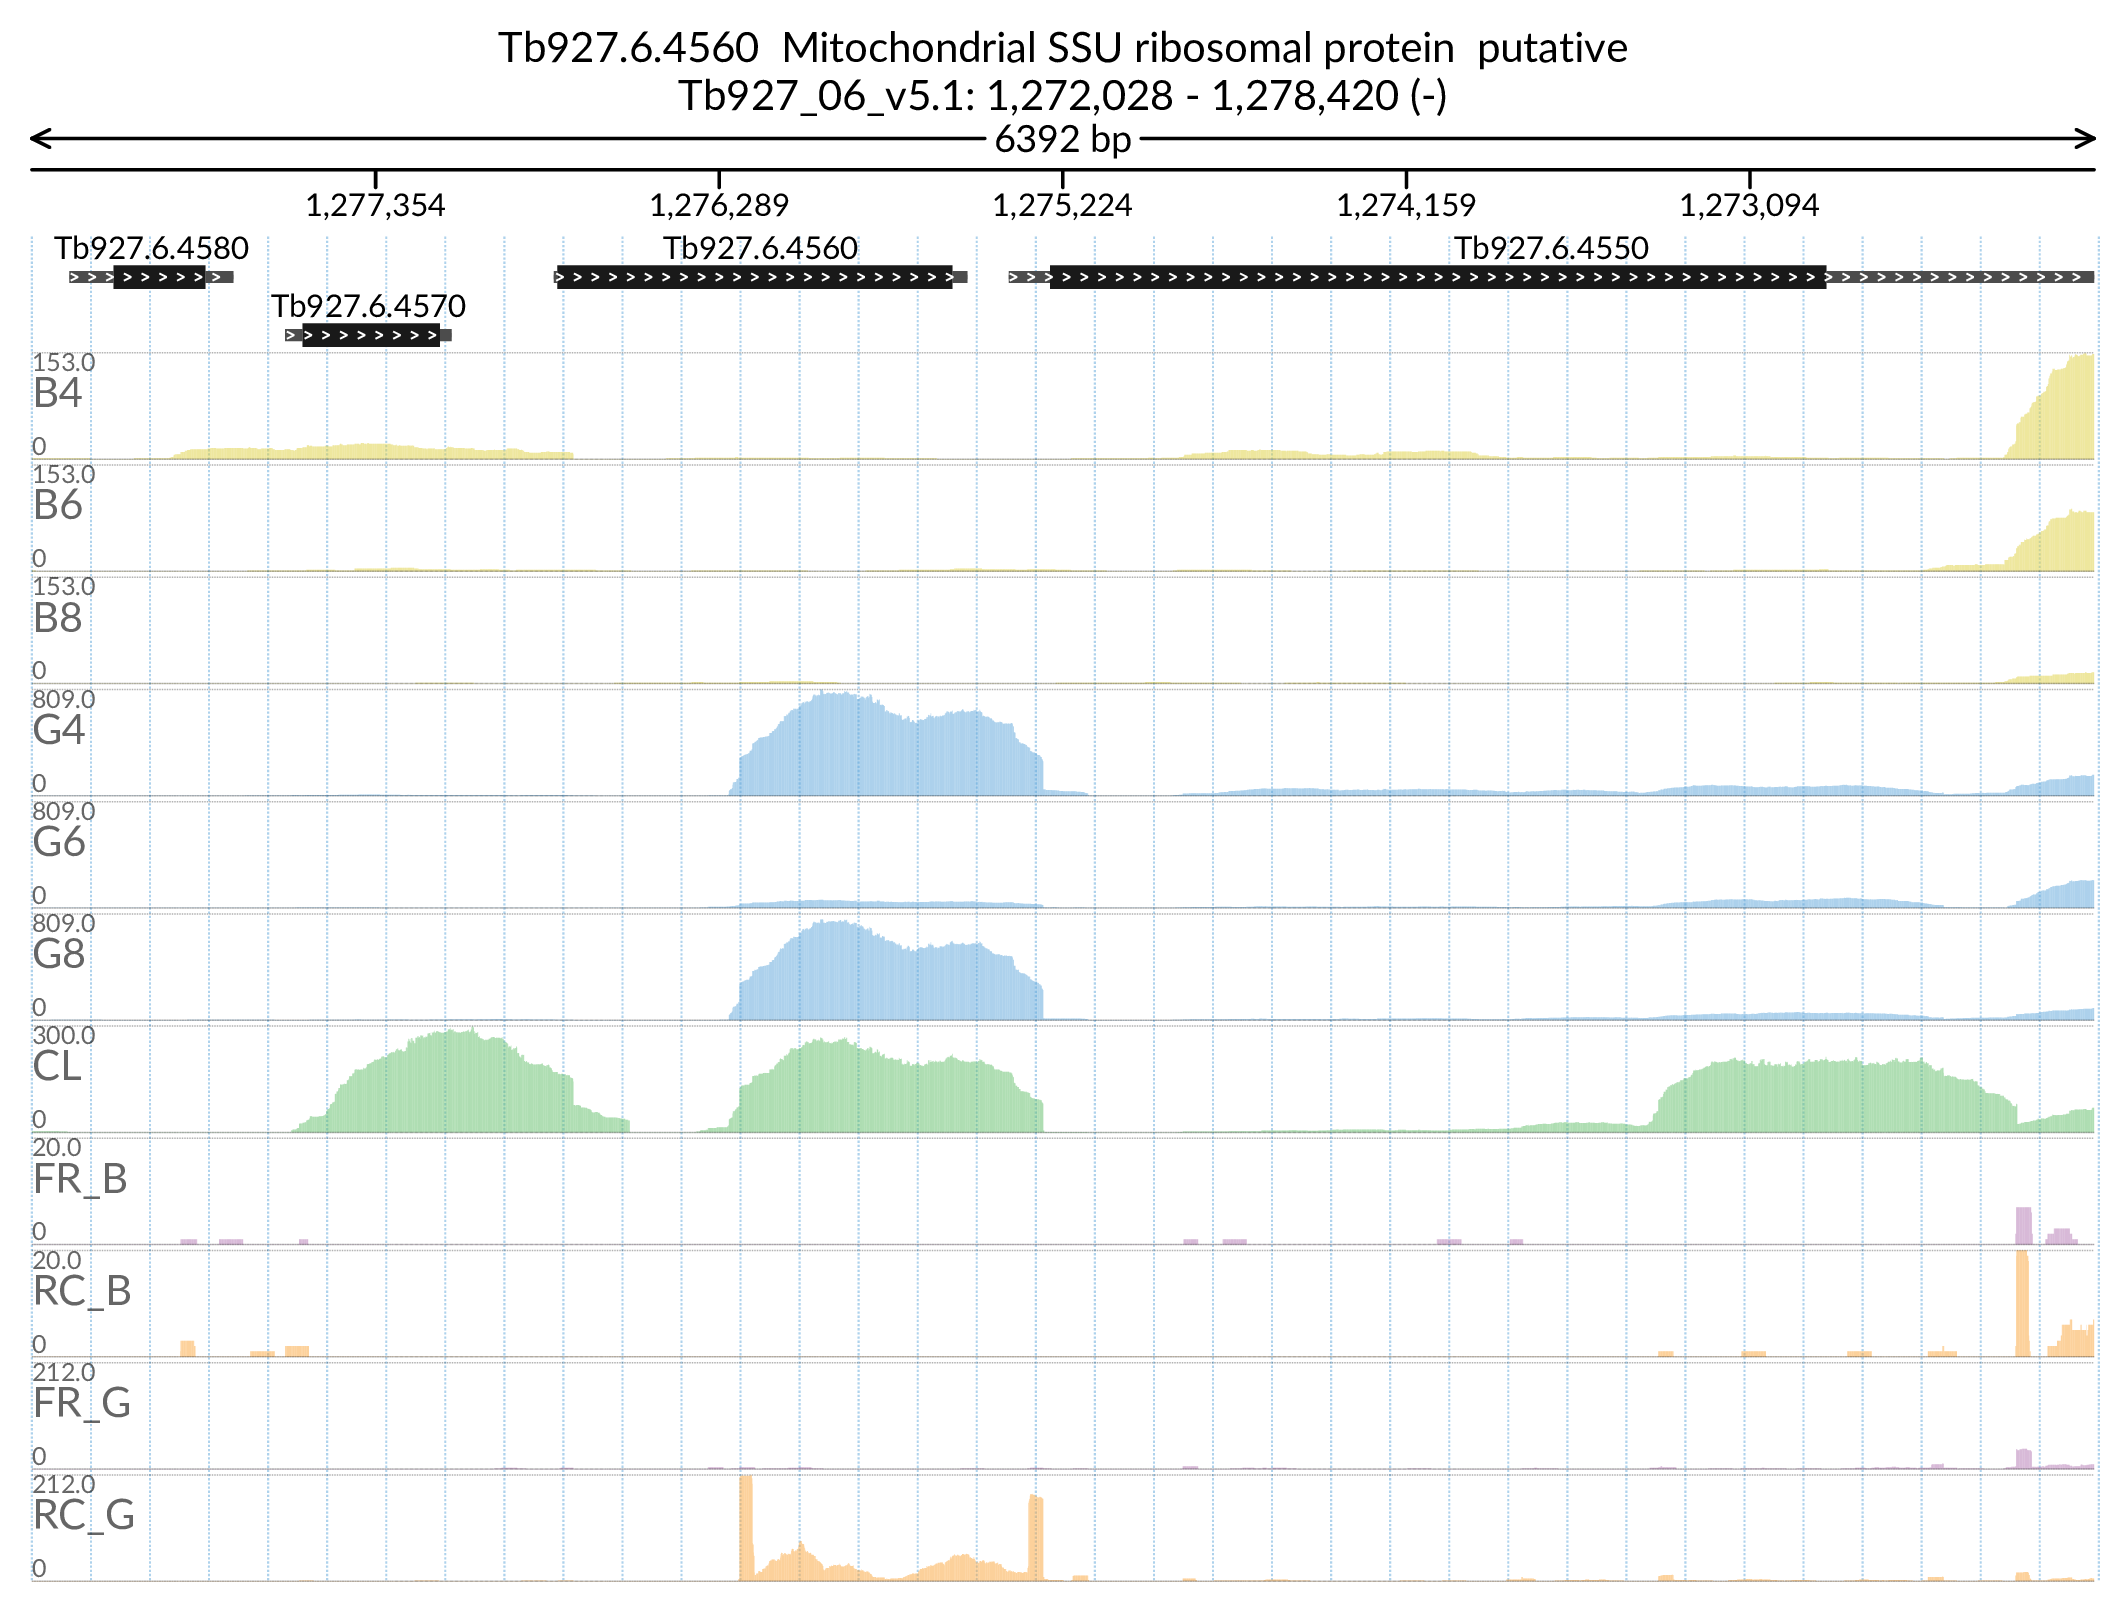 Tb927.6.4560  Mitochondrial SSU ribosomal protein  putative
Tb927_06_v5.1: 1,272,028 - 1,278,420 (-)
6392 bp
1,277,354 1,276,289 1,275,224 1,274,159 1,273,094
Tb927.6.4580 Tb927.6.4560 Tb927.6.4550
Tb927.6.4570
153.0
B4
0
153.0
B6
0
153.0
B8
0
809.0
G4
0
809.0
G6
0
809.0
G8
0
300.0
CL
0
20.0
FR_B
0
20.0
RC_B
0
212.0
FR_G
0
212.0
RC_G
0